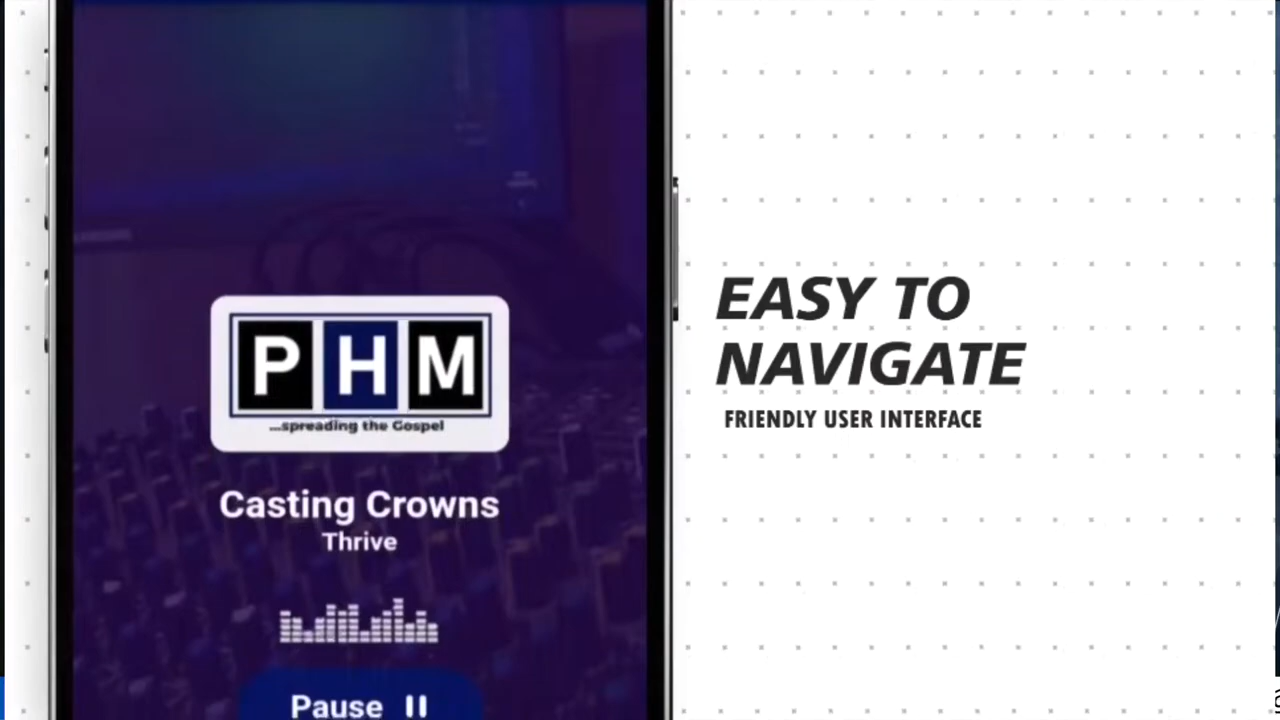 PHM
...spreading the Gospel
Casting Crowns
Thrive
Pause
EASY TO
NAVIGATE
FRIENDLY USER INTERFACE